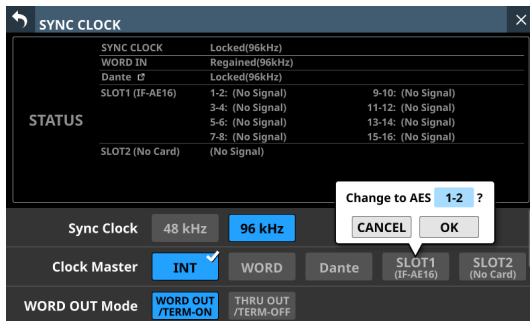 SYNC CLOCK
SYNC CLOCK Locked(96kHz)
WORD IN Regained(96kHz)
Dante Locked(96kHz)
SLOT1 (IF-AE16) 1-2: (No Signal) 9-10: (No Signal)
3-4: (No Signal) 11-12: (No Signal)
STATUS
5-6: (No Signal) 13-14: (No Signal)
7-8: (No Signal) 15-16: (No Signal)
SLOT2 (No Card) (No Signal)
Change to AES 1-2 ?
CANCEL OK
Sync Clock 48 kHz 96 kHz
Clock Master INT WORD Dante SLOT1 (IF-AE16) SLOT2 (No Card)
WORD OUT Mode WORD OUT /TERM-ON THRU OUT /TERM-OFF